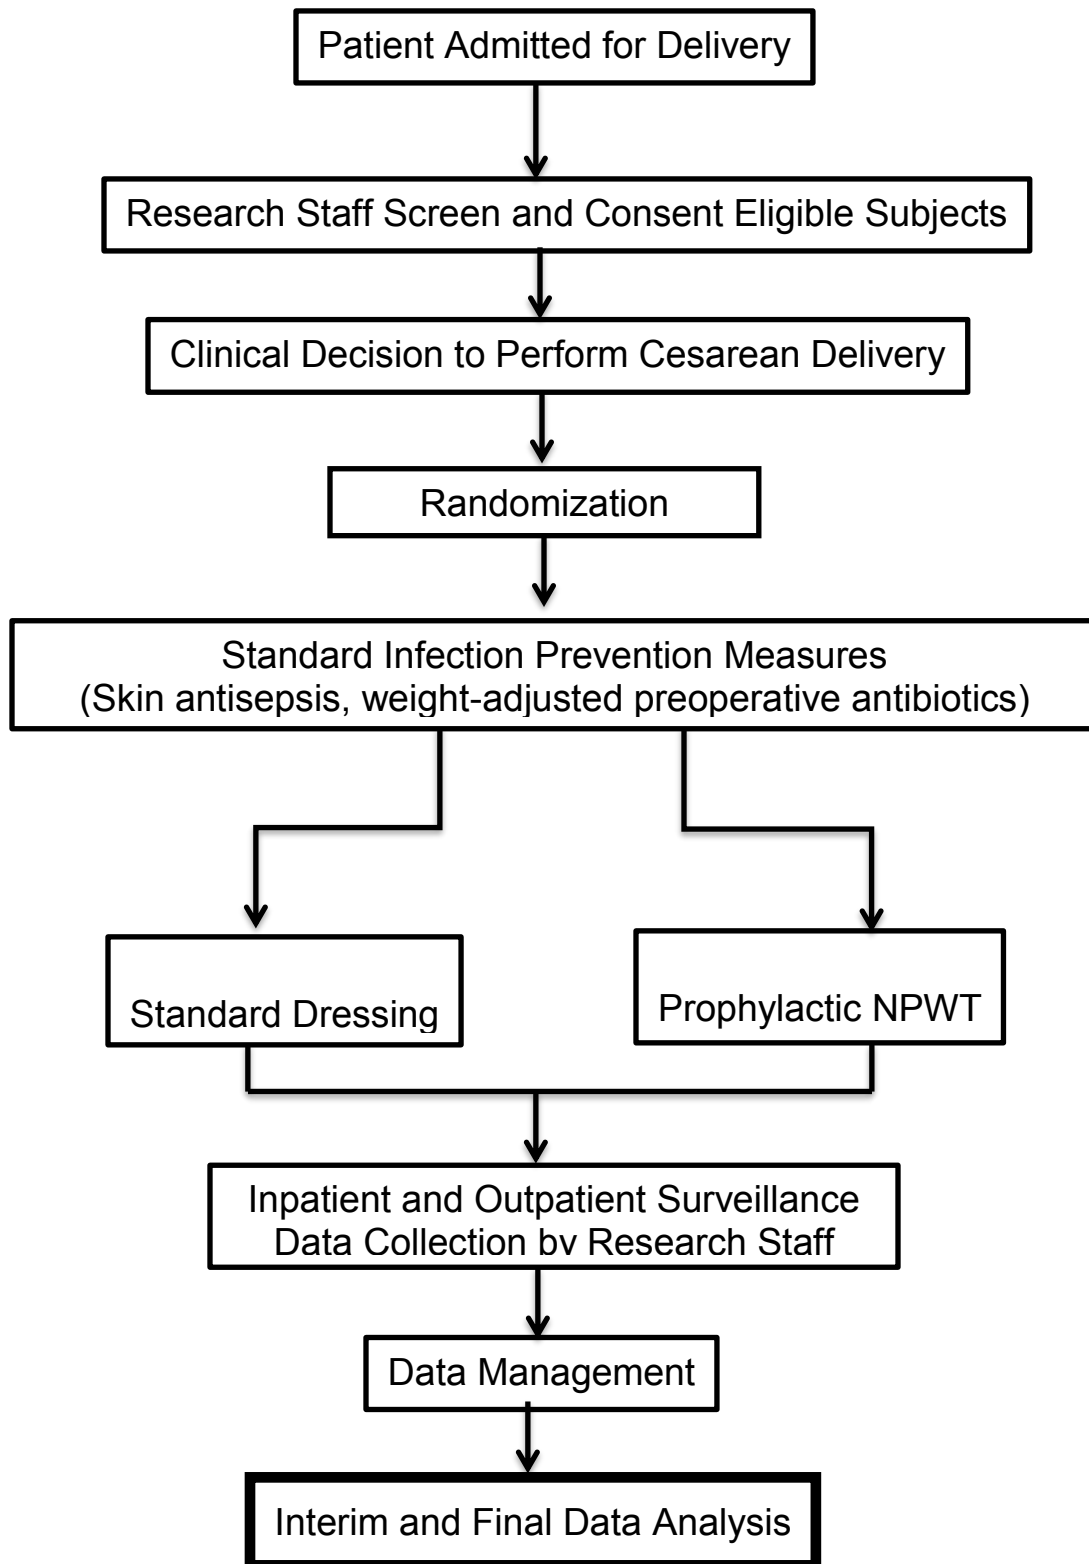 Patient Admitted for Delivery
Research Staff Screen and Consent Eligible Subjects
Clinical Decision to Perform Cesarean Delivery
Randomization
Standard Infection Prevention Measures
(Skin antisepsis, weight-adjusted preoperative antibiotics)
Standard Dressing
Prophylactic NPWT
Inpatient and Outpatient Surveillance
Data Collection by Research Staff
Data Management
Interim and Final Data Analysis